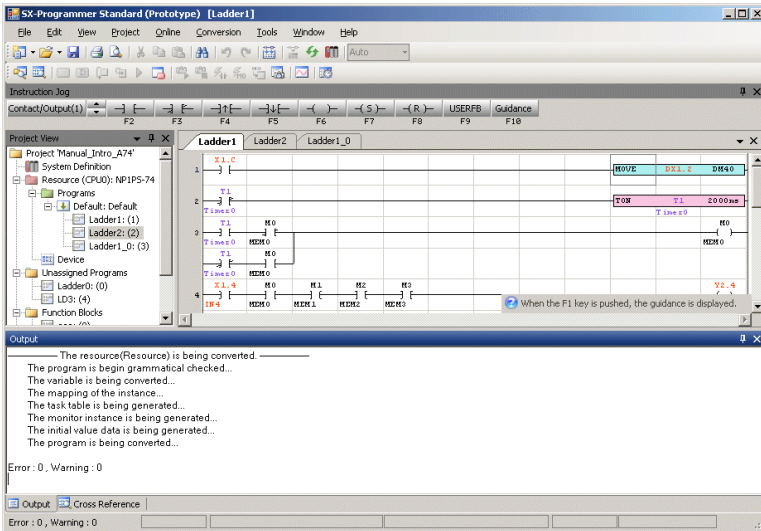 SX-Programmer Standard (Prototype) [Ladder1]
File Edit View Project Online Conversion Tools Window Help
Auto
Instruction Jog
Contact/Output(1) USERFB Guidance
F2 F3 F4 F5 F6 F7 F8 F9 F10
( S ) ( R )
Project View
Project 'Manual_Intro_A74'
System Definition
Resource (CPU0): NP1PS-74
Programs
Default: Default
Ladder1: (1)
Ladder2: (2)
Ladder1_0: (3)
Device
Unassigned Programs
Ladder0: (0)
LD3: (4)
Function Blocks
Ladder1 Ladder2 Ladder1_0
X1.C
1 MOVE DX1.2 DM40
T1
2 TON T1 2000ms
Timer0 Timer0
T1 M0 M0
3
Timer0 MEM0 MEM0
T1 M0
Timer0 MEM0
X1.4 M0 M1 M2 M3 Y2.4
4
IN4 MEM0 MEM1 MEM2 MEM3
When the F1 key is pushed, the guidance is displayed.
Output
The resource(Resource) is being converted.
The program is begin grammatical checked...
The variable is being converted...
The mapping of the instance...
The task table is being generated...
The monitor instance is being generated...
The initial value data is being generated...
The program is being converted...
Error : 0 , Warning : 0
Output Cross Reference
Error : 0 , Warning : 0